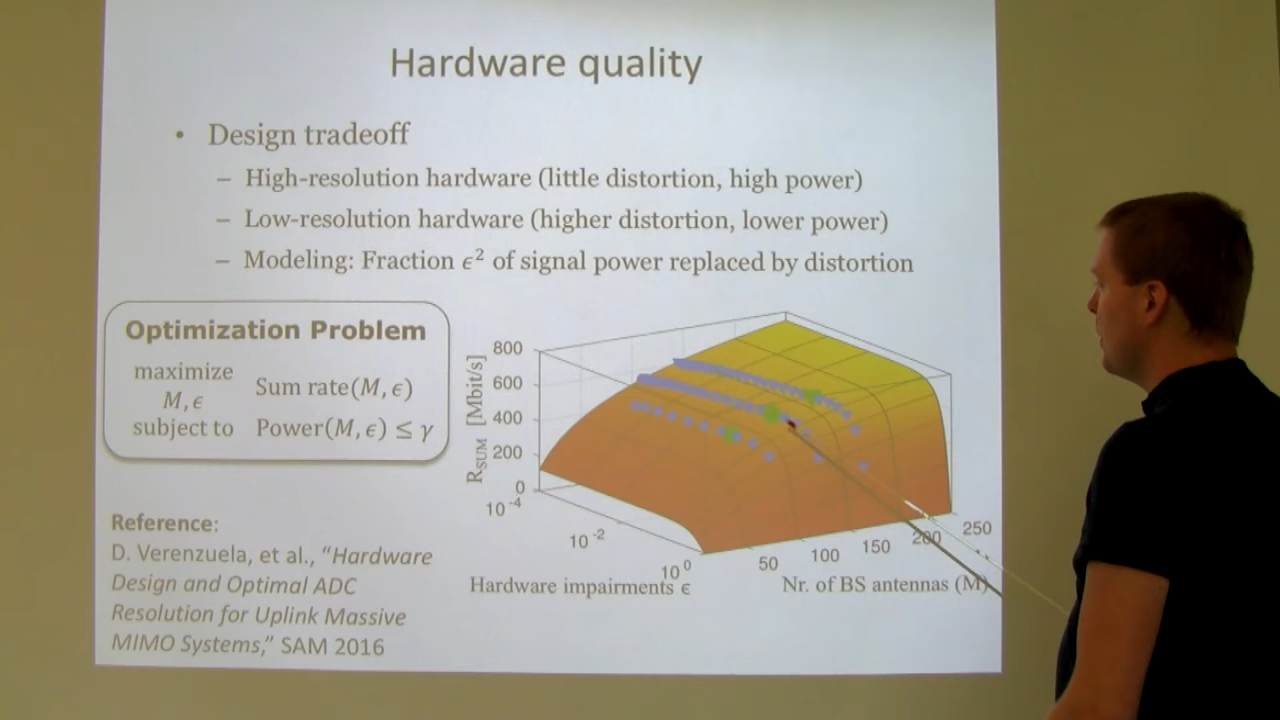 Hardware quality
• Design tradeoff
– High-resolution hardware (little distortion, high power)
– Low-resolution hardware (higher distortion, lower power)
– Modeling: Fraction ϵ² of signal power replaced by distortion
Optimization Problem
maximize
M, ϵ
Sum rate(M, ϵ)
subject to Power(M, ϵ) ≤ γ
Reference:
D. Verenzuela, et al., “Hardware
Design and Optimal ADC
Resolution for Uplink Massive
MIMO Systems,” SAM 2016
R_SUM [Mbit/s]
800
600
400
200
0
10⁻⁴
10⁻²
10⁰
Hardware impairments ϵ
50
100
150
200
250
Nr. of BS antennas (M)